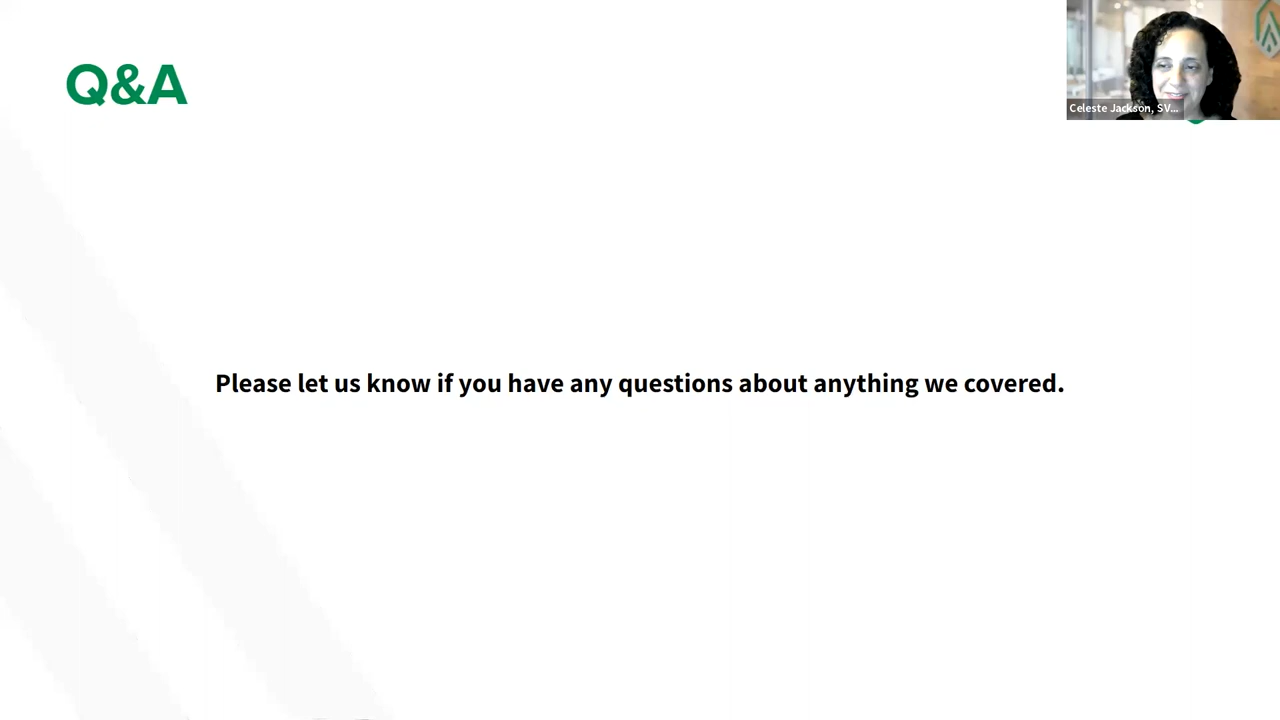 Q&A
Celeste Jackson, SV...
Please let us know if you have any questions about anything we covered.